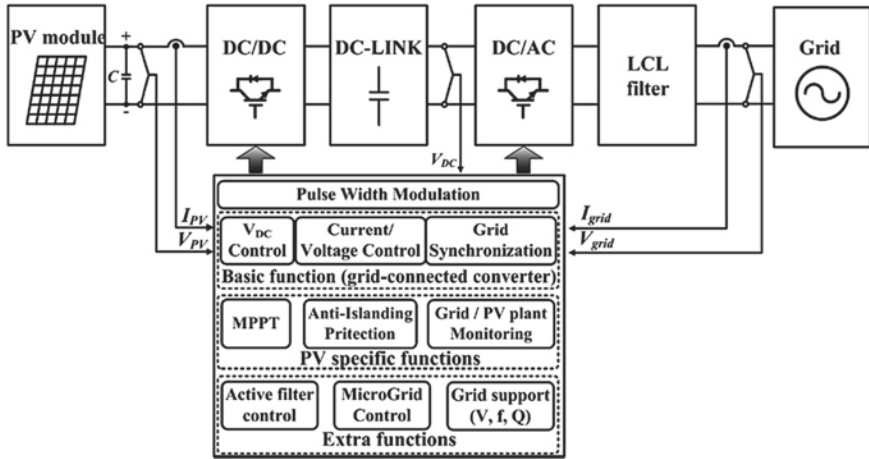 PV module
+
C
-
DC/DC
DC-LINK
DC/AC
LCL
filter
Grid
V_DC
Pulse Width Modulation
I_PV
V_PV
I_grid
V_grid
V_DC
Control
Current/
Voltage Control
Grid
Synchronization
Basic function (grid-connected converter)
MPPT
Anti-Islanding
Pritection
Grid / PV plant
Monitoring
PV specific functions
Active filter
control
MicroGrid
Control
Grid support
(V, f, Q)
Extra functions